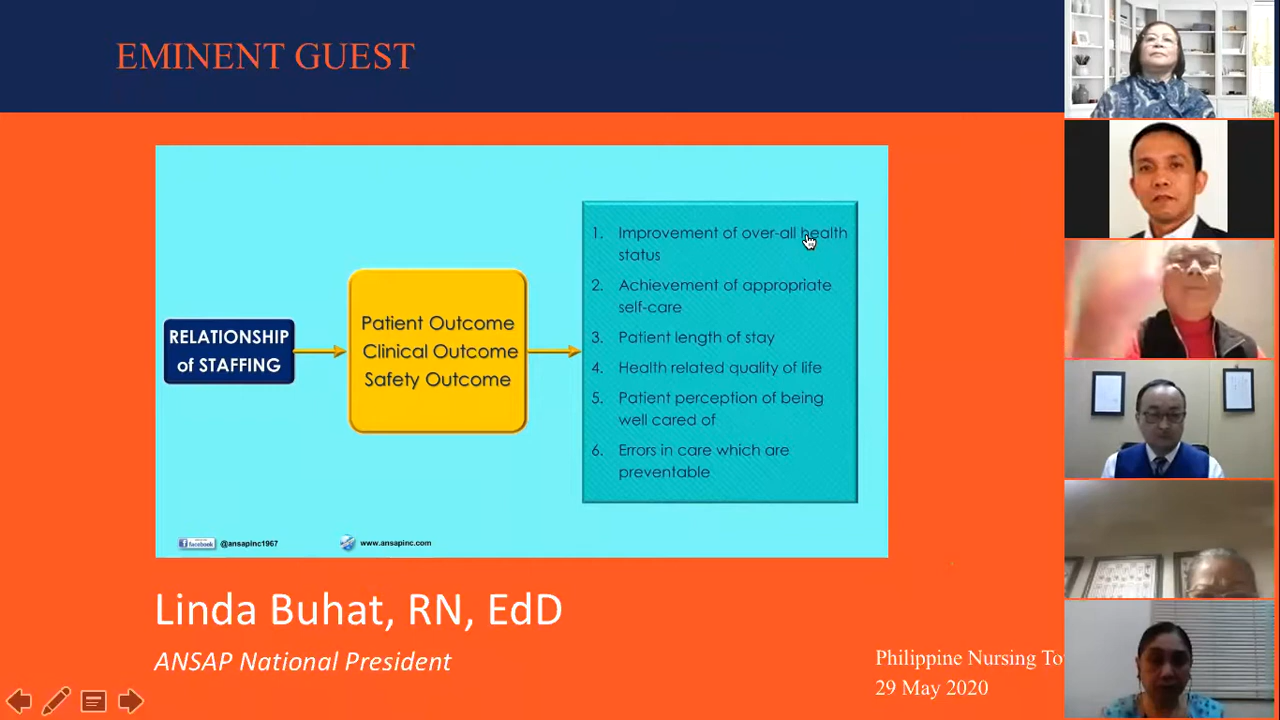 EMINENT GUEST
RELATIONSHIP
of STAFFING
Patient Outcome
Clinical Outcome
Safety Outcome
1. Improvement of over-all health
status
2. Achievement of appropriate
self-care
3. Patient length of stay
4. Health related quality of life
5. Patient perception of being
well cared of
6. Errors in care which are
preventable
facebook @ansapinc1967
www.ansapinc.com
Linda Buhat, RN, EdD
ANSAP National President
Philippine Nursing
29 May 2020